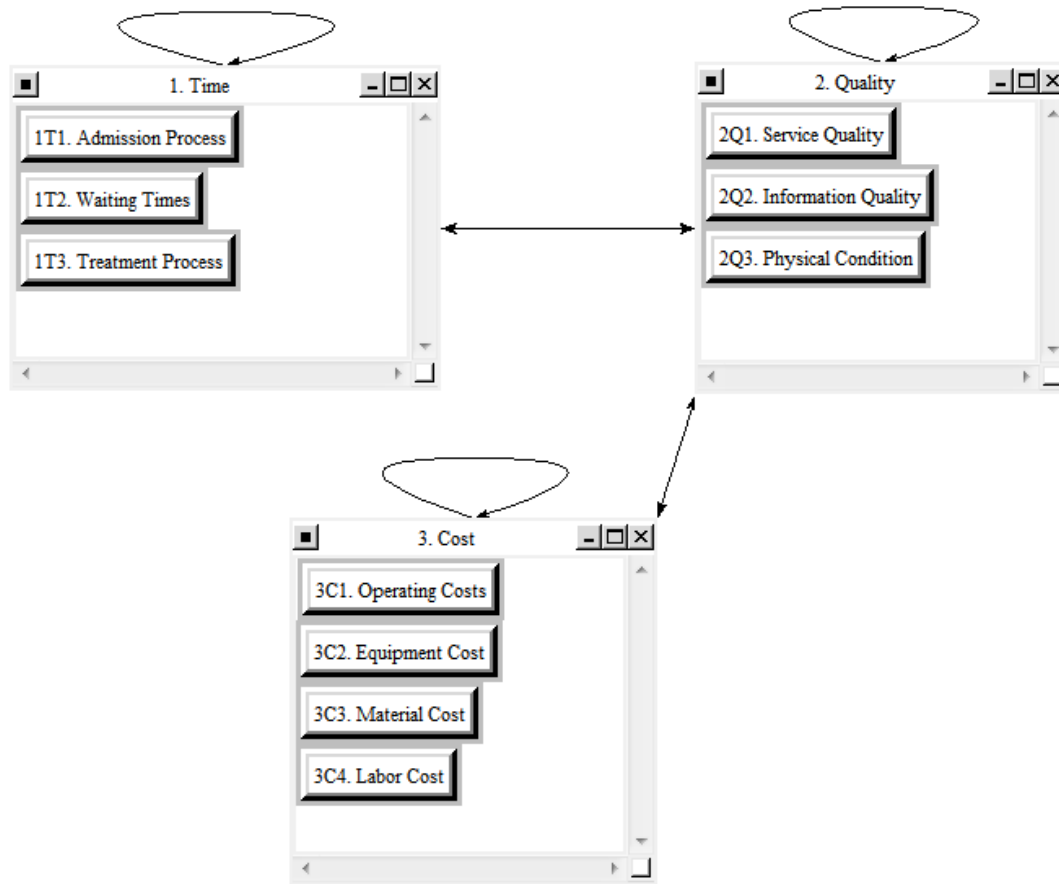 1. Time
1T1. Admission Process
1T2. Waiting Times
1T3. Treatment Process
2. Quality
2Q1. Service Quality
2Q2. Information Quality
2Q3. Physical Condition
3. Cost
3C1. Operating Costs
3C2. Equipment Cost
3C3. Material Cost
3C4. Labor Cost